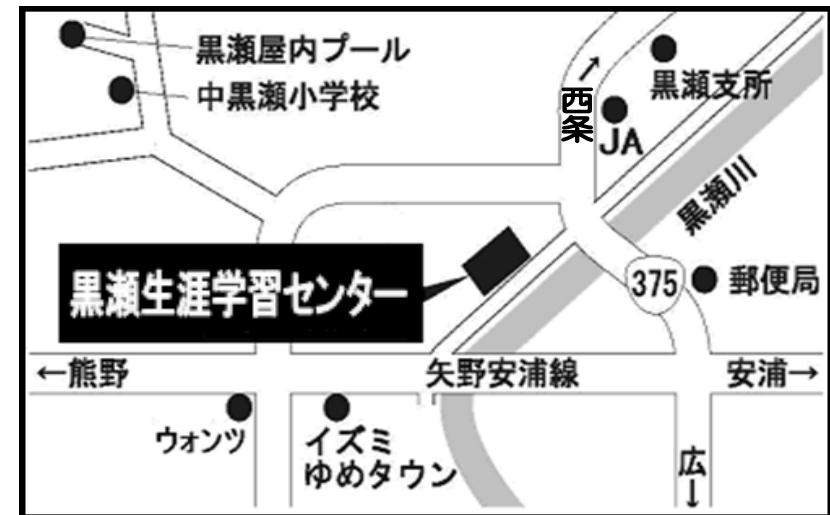 黒瀬屋内プール
中黒瀬小学校
→
西条
黒瀬支所
JA
黒瀬川
黒瀬生涯学習センター
375
郵便局
←熊野
矢野安浦線
安浦→
ウォンツ
イズミ
ゆめタウン
広
↓